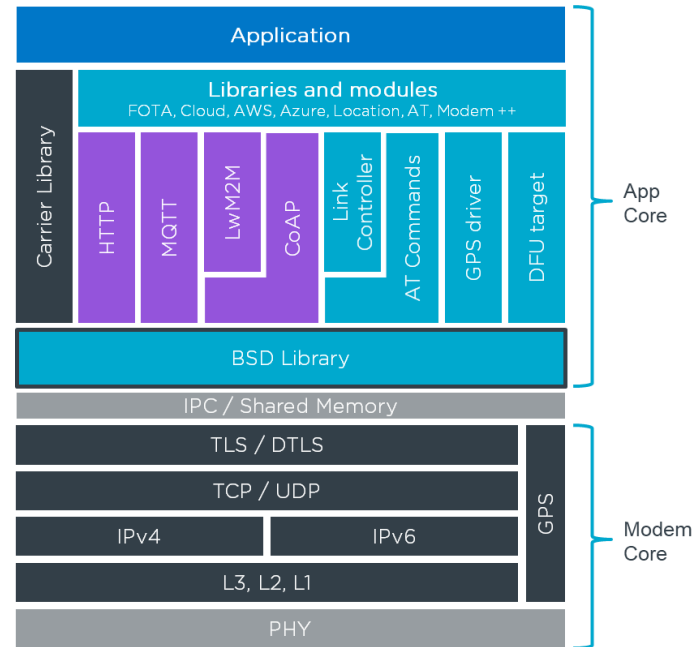 Application
Libraries and modules
FOTA, Cloud, AWS, Azure, Location, AT, Modem ++
Carrier Library
HTTP
MQTT
LwM2M
CoAP
Link
Controller
AT Commands
GPS driver
DFU target
App
Core
BSD Library
IPC / Shared Memory
TLS / DTLS
TCP / UDP
IPv4
IPv6
GPS
Modem
Core
L3, L2, L1
PHY